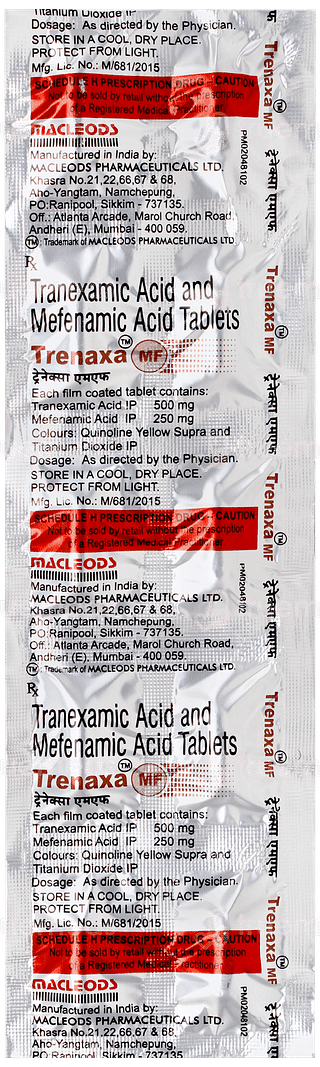 Titanium Dioxide IP
Dosage: As directed by the Physician.
STORE IN A COOL, DRY PLACE.
PROTECT FROM LIGHT.
Mfg. Lic. No.: M/681/2015
SCHEDULE H PRESCRIPTION DRUG - CAUTION
Not to be sold by retail without the prescription
of a Registered Medical Practitioner
MACLEODS
Manufactured in India by:
MACLEODS PHARMACEUTICALS LTD.
Khasra No.21,22,66,67 & 68,
Aho-Yangtam, Namchepung,
PO:Ranipool, Sikkim - 737135.
Off.: Atlanta Arcade, Marol Church Road,
Andheri (E), Mumbai - 400 059.
TM: Trademark of MACLEODS PHARMACEUTICALS LTD.
Rx
Tranexamic Acid and
Mefenamic Acid Tablets
Trenaxa™ MF
ट्रेनेक्सा एमएफ
Each film coated tablet contains:
Tranexamic Acid IP 500 mg
Mefenamic Acid IP 250 mg
Colours: Quinoline Yellow Supra and
Titanium Dioxide IP
Dosage: As directed by the Physician.
STORE IN A COOL, DRY PLACE.
PROTECT FROM LIGHT.
Mfg. Lic. No.: M/681/2015
SCHEDULE H PRESCRIPTION DRUG - CAUTION
Not to be sold by retail without the prescription
of a Registered Medical Practitioner
MACLEODS
Manufactured in India by:
MACLEODS PHARMACEUTICALS LTD.
Khasra No.21,22,66,67 & 68,
Aho-Yangtam, Namchepung,
PO:Ranipool, Sikkim - 737135.
Off.: Atlanta Arcade, Marol Church Road,
Andheri (E), Mumbai - 400 059.
TM: Trademark of MACLEODS PHARMACEUTICALS LTD.
Rx
Tranexamic Acid and
Mefenamic Acid Tablets
Trenaxa™ MF
ट्रेनेक्सा एमएफ
Each film coated tablet contains:
Tranexamic Acid IP 500 mg
Mefenamic Acid IP 250 mg
Colours: Quinoline Yellow Supra and
Titanium Dioxide IP
Dosage: As directed by the Physician.
STORE IN A COOL, DRY PLACE.
PROTECT FROM LIGHT.
Mfg. Lic. No.: M/681/2015
SCHEDULE H PRESCRIPTION DRUG - CAUTION
Not to be sold by retail without the prescription
of a Registered Medical Practitioner
MACLEODS
Manufactured in India by:
MACLEODS PHARMACEUTICALS LTD.
Khasra No.21,22,66,67 & 68,
Aho-Yangtam, Namchepung,
PO:Ranipool, Sikkim - 737135
PM02048102
PM02048102
PM02048102
Trenaxa™ MF
ट्रेनेक्सा एमएफ
Trenaxa™ MF
ट्रेनेक्सा एमएफ
Trenaxa™ MF
ट्रेनेक्सा एमएफ
Trenaxa™ MF
ट्रेनेक्सा एमएफ
Trenaxa™ MF
ट्रेनेक्सा एमएफ